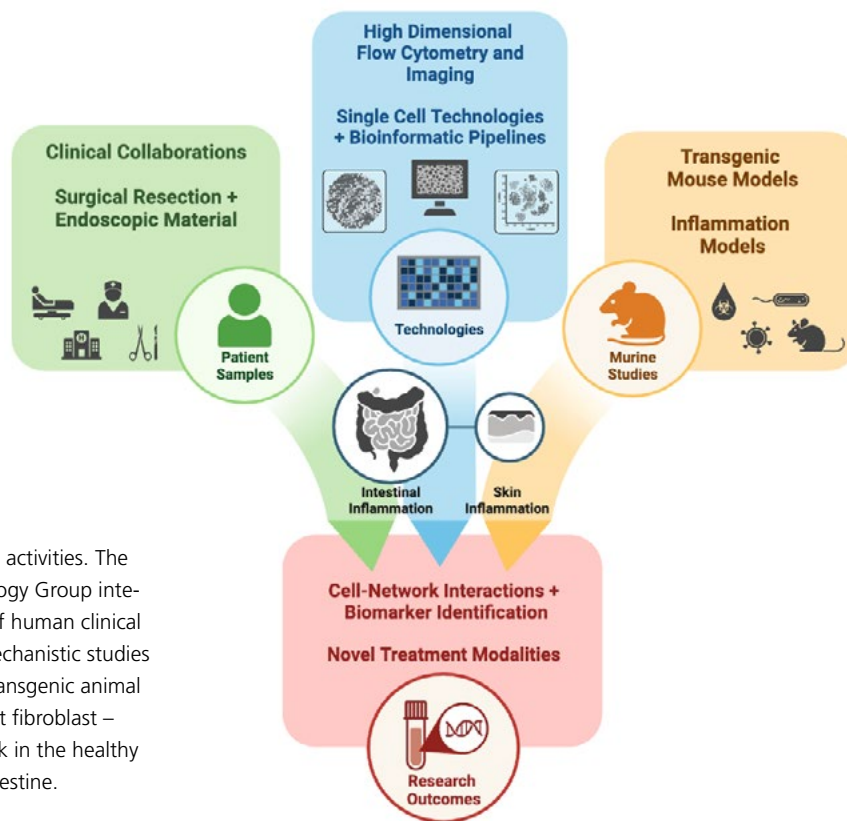 High Dimensional
Flow Cytometry and
Imaging
Single Cell Technologies
+ Bioinformatic Pipelines
Technologies
Clinical Collaborations
Surgical Resection +
Endoscopic Material
Patient
Samples
Transgenic
Mouse Models
Inflammation
Models
Murine
Studies
Intestinal
Inflammation
Skin
Inflammation
activities. The
ogy Group inte-
f human clinical
echanistic studies
ansgenic animal
t fibroblast –
k in the healthy
estine.
Cell-Network Interactions +
Biomarker Identification
Novel Treatment Modalities
Research
Outcomes